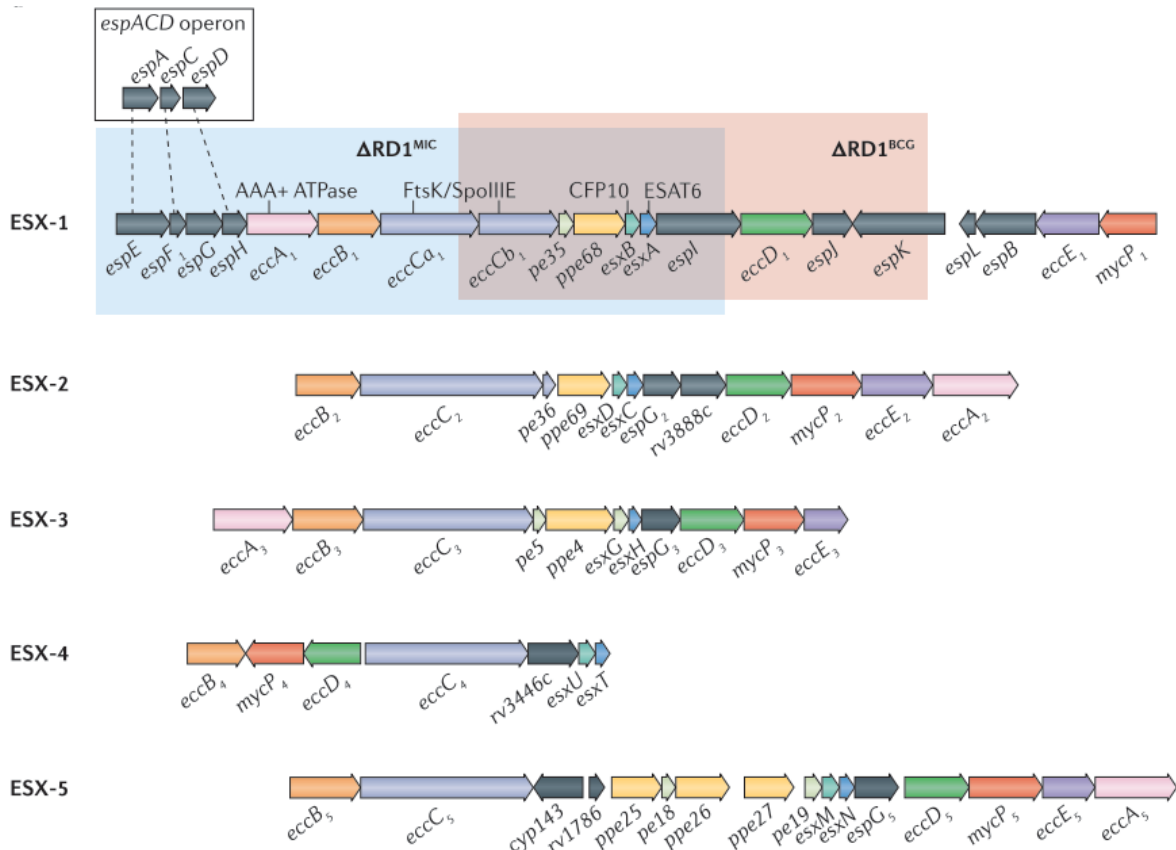 espACD operon
espA espC espD
ΔRD1MIC ΔRD1BCG
AAA+ ATPase FtsK/SpoIIIE CFP10 ESAT6
ESX-1
espE espF1 espG1 espH eccA1 eccB1 eccCa1 eccCb1 pe35 ppe68 esxB esxA espI eccD1 espJ espK espL espB eccE1 mycP1
ESX-2
eccB2 eccC2 pe36 ppe69 esxD esxC espG2 rv3888c eccD2 mycP2 eccE2 eccA2
ESX-3
eccA3 eccB3 eccC3 pe5 ppe4 esxG esxH espG3 eccD3 mycP3 eccE3
ESX-4
eccB4 mycP4 eccD4 eccC4 rv3446c esxU esxT
ESX-5
eccB5 eccC5 cyp143 rv1786 ppe25 pe18 ppe26 ppe27 pe19 esxM esxN espG5 eccD5 mycP5 eccE5 eccA5